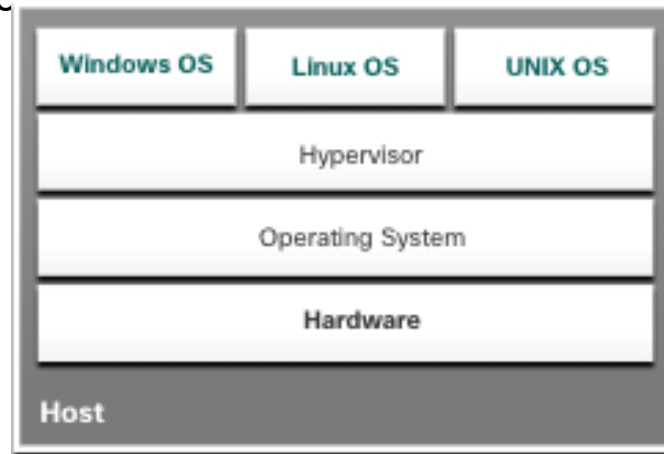 Windows OS Linux OS UNIX OS
Hypervisor
Operating System
Hardware
Host